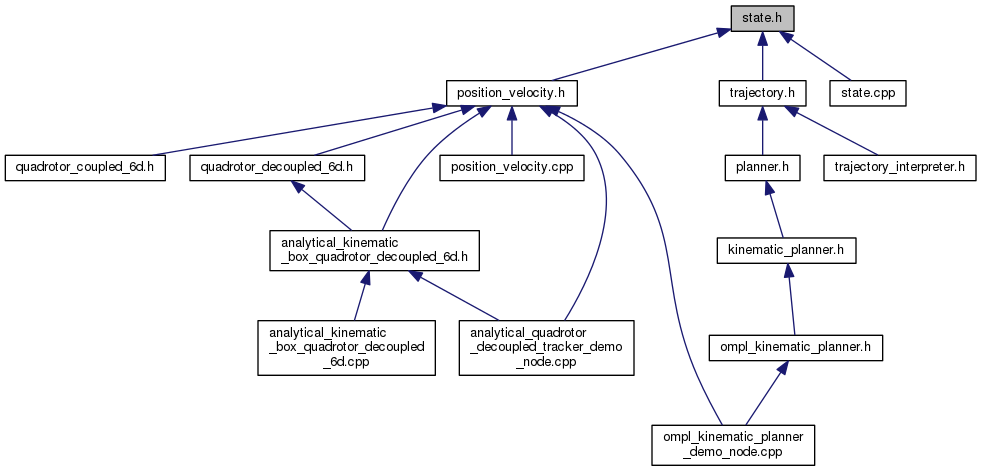 state.h
position_velocity.h
trajectory.h
state.cpp
quadrotor_coupled_6d.h
quadrotor_decoupled_6d.h
position_velocity.cpp
planner.h
trajectory_interpreter.h
analytical_kinematic
_box_quadrotor_decoupled_6d.h
kinematic_planner.h
analytical_kinematic
_box_quadrotor_decoupled
_6d.cpp
analytical_quadrotor
_decoupled_tracker_demo
_node.cpp
ompl_kinematic_planner.h
ompl_kinematic_planner
_demo_node.cpp